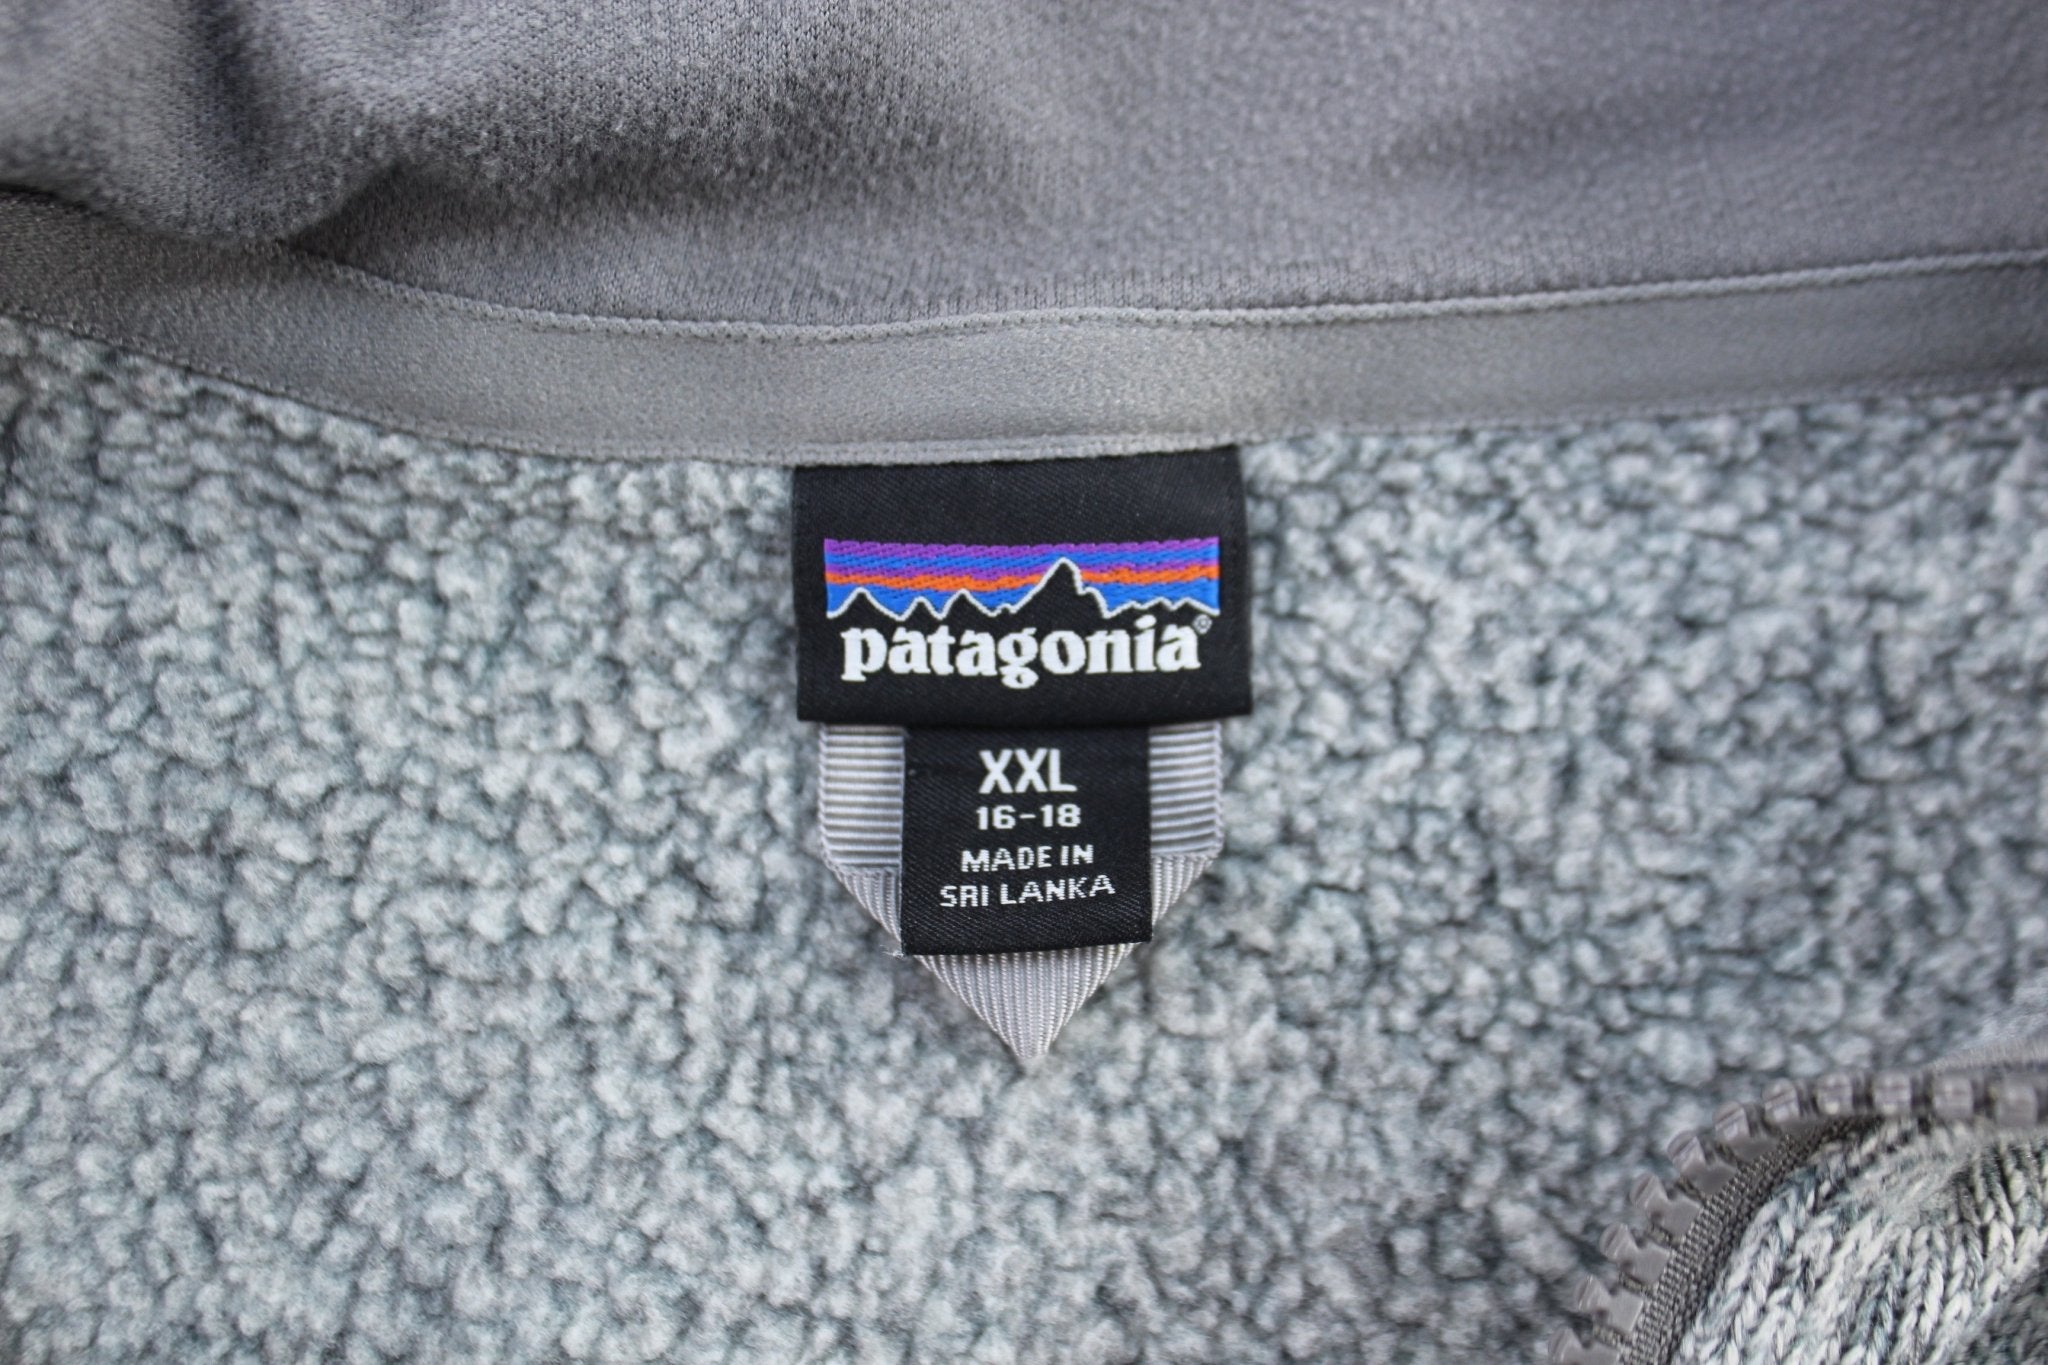 patagonia®
XXL
16-18
MADE IN
SRI LANKA